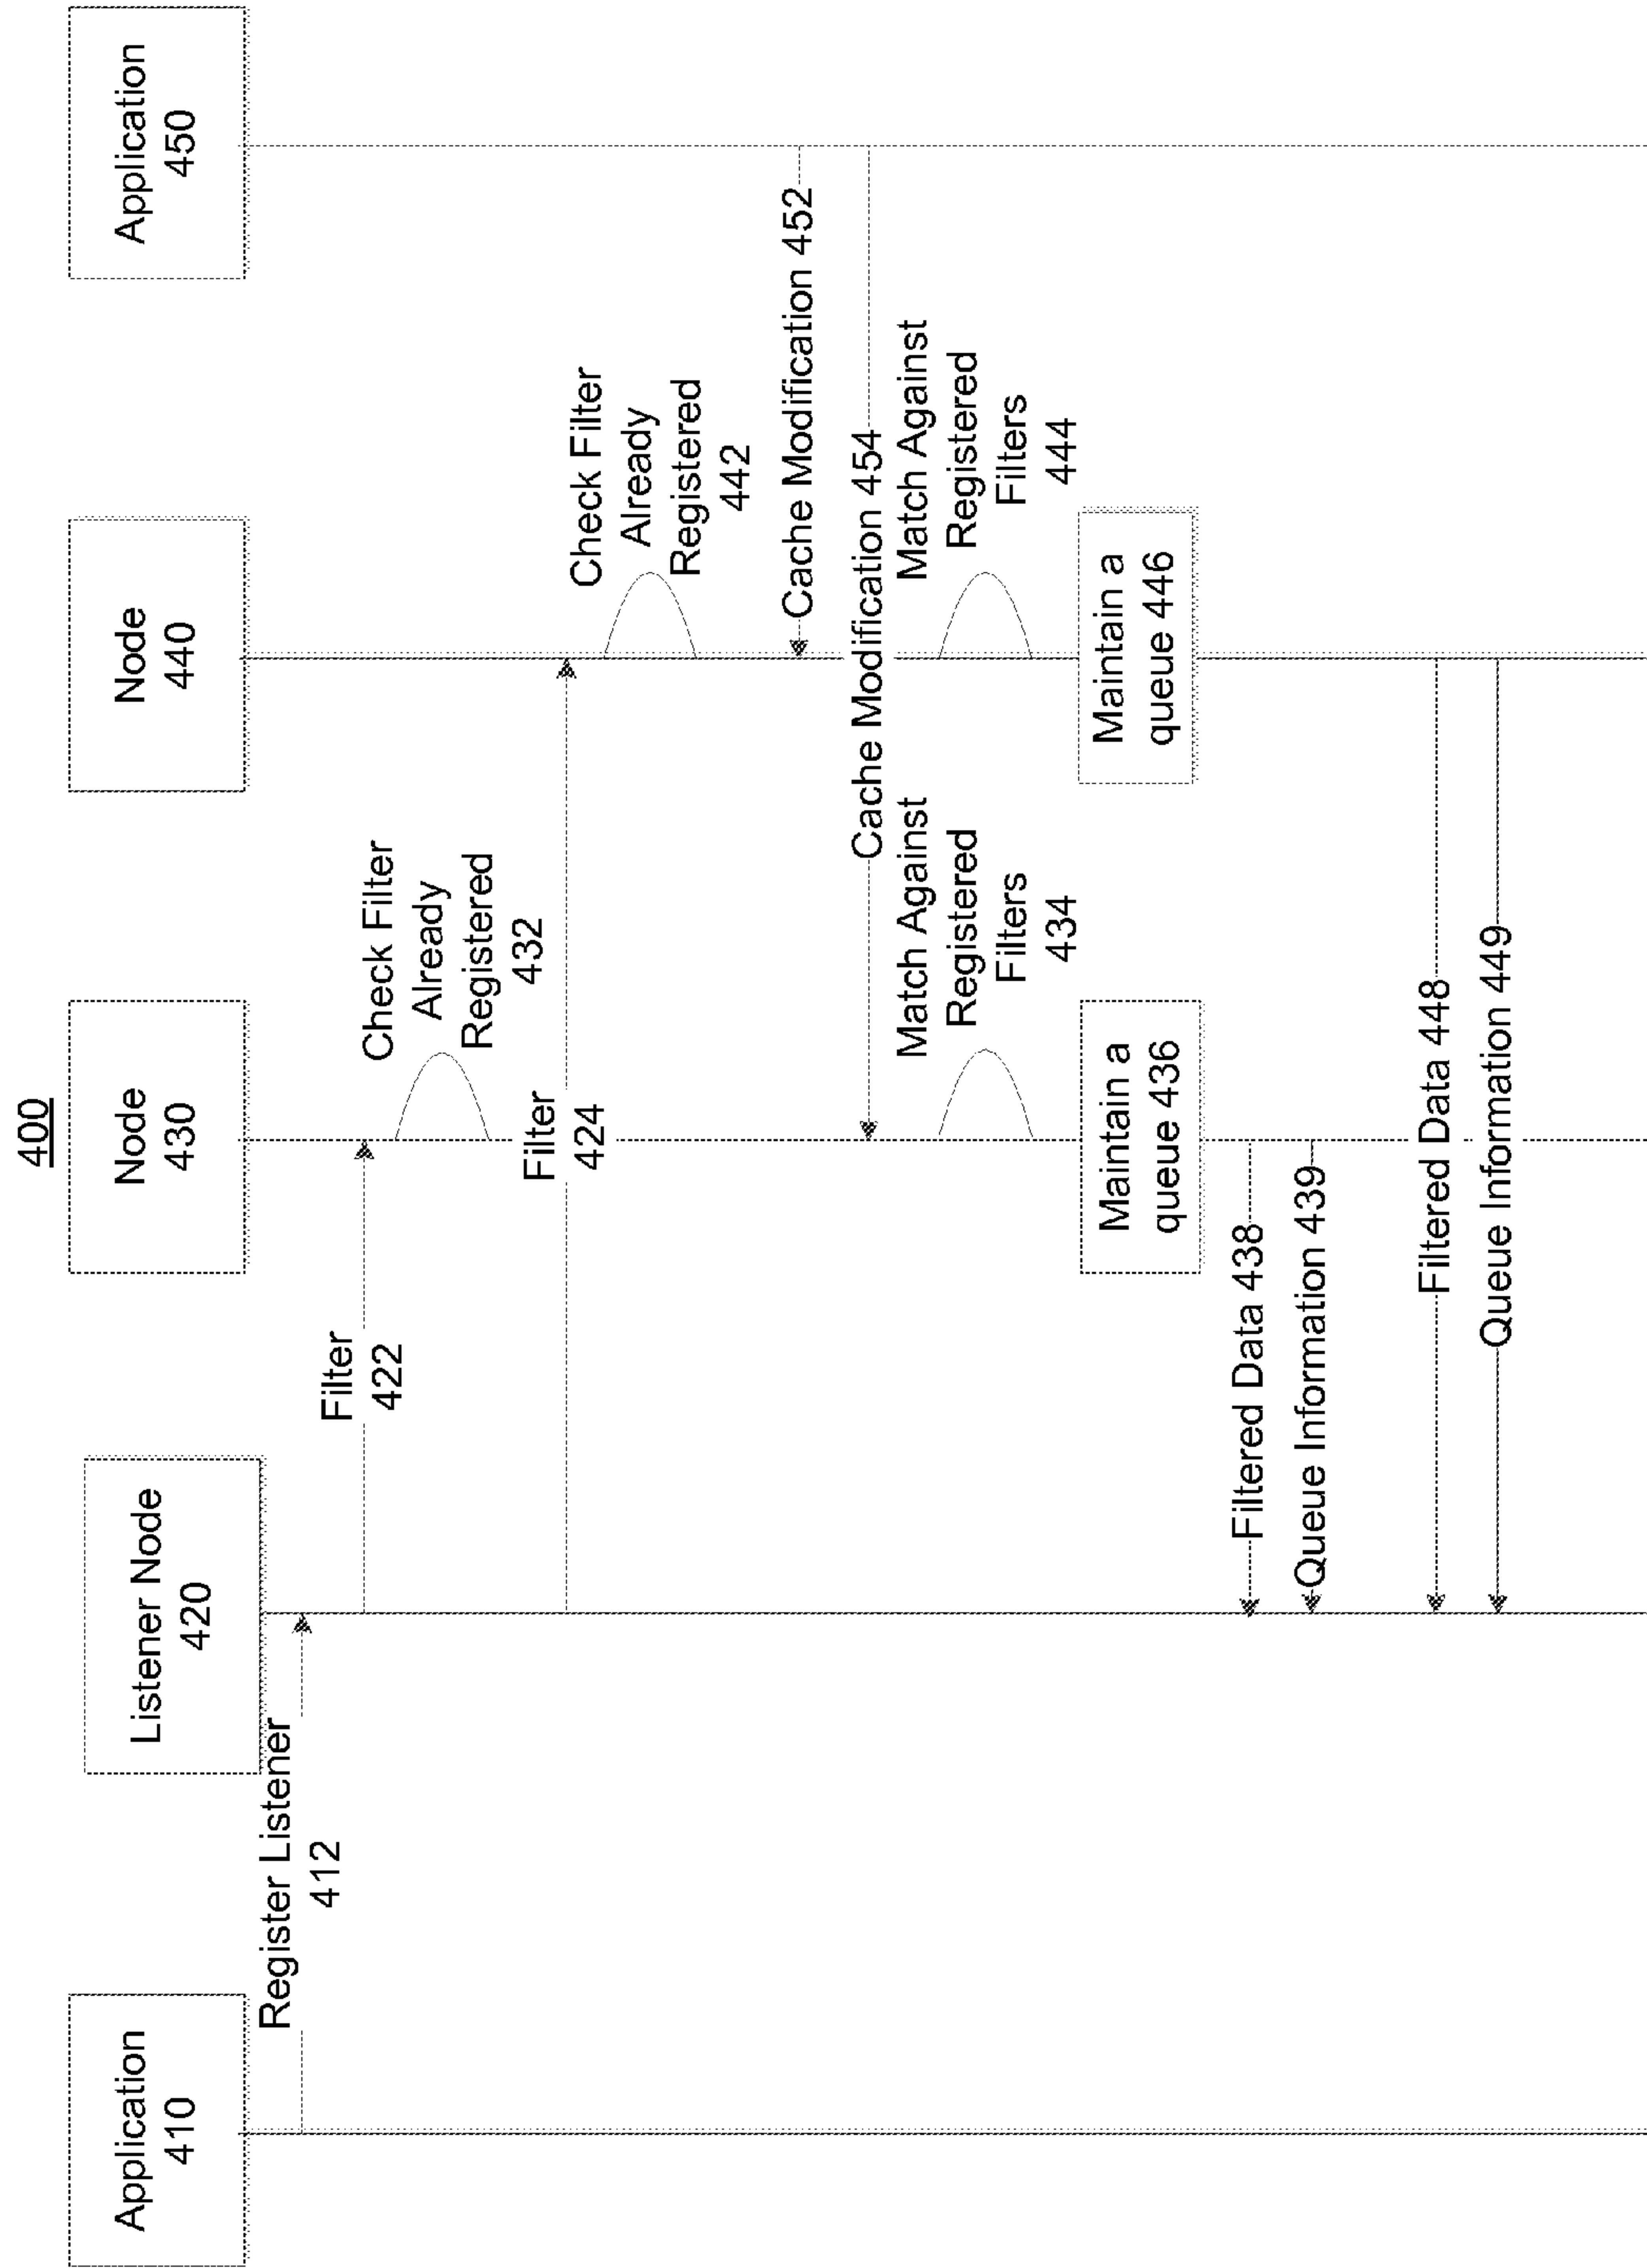 400
Application
410
Listener Node
420
Node
430
Node
440
Application
450
Register Listener
412
Filter
422
Check Filter
Already
Registered
432
Filter
424
Check Filter
Already
Registered
442
Cache Modification 452
Cache Modification 454
Match Against
Registered
Filters
434
Match Against
Registered
Filters
444
Maintain a
queue 436
Maintain a
queue 446
Filtered Data 438
Queue Information 439
Filtered Data 448
Queue Information 449